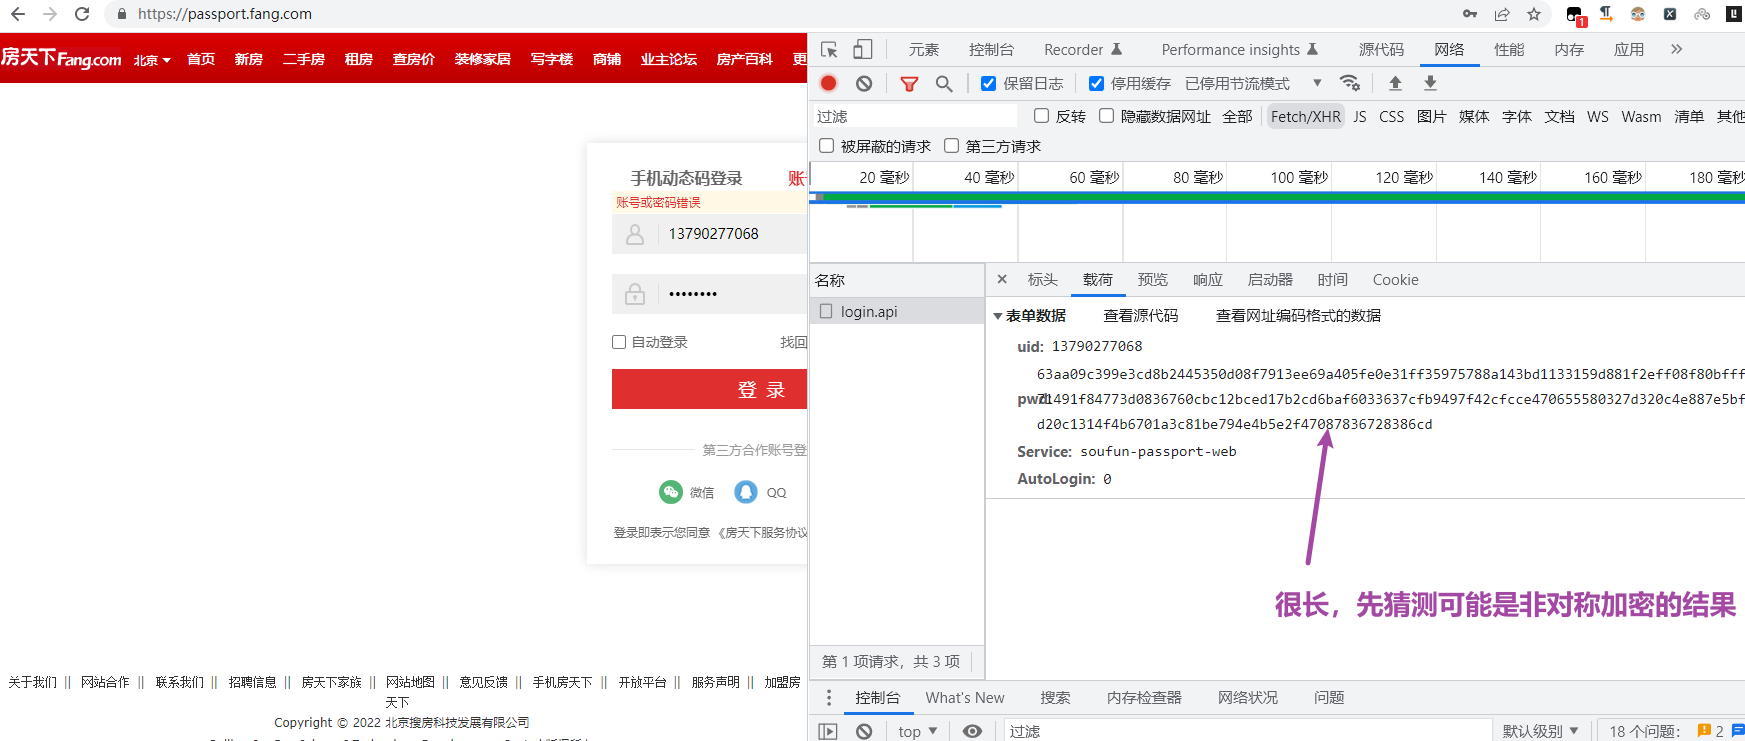 https://passport.fang.com
房天下Fang.com 北京 首页 新房 二手房 租房 查房价 装修家居 写字楼 商铺 业主论坛 房产百科
手机动态码登录
账号或密码错误
13790277068
••••••••
自动登录 找回
登 录
第三方合作账号登
微信 QQ
登录即表示您同意《房天下服务协议
关于我们 || 网站合作 || 联系我们 || 招聘信息 || 房天下家族 || 网站地图 || 意见反馈 || 手机房天下 || 开放平台 || 服务声明 || 加盟房
天下
Copyright © 2022 北京搜房科技发展有限公司
1
元素 控制台 Recorder Performance insights 源代码 网络 性能 内存 应用 »
保留日志 停用缓存 已停用节流模式
过滤 反转 隐藏数据网址 全部 Fetch/XHR JS CSS 图片 媒体 字体 文档 WS Wasm 清单 其他
被屏蔽的请求 第三方请求
20 毫秒 40 毫秒 60 毫秒 80 毫秒 100 毫秒 120 毫秒 140 毫秒 160 毫秒 180 毫秒
名称
login.api
第 1 项请求，共 3 项
× 标头 载荷 预览 响应 启动器 时间 Cookie
表单数据 查看源代码 查看网址编码格式的数据
uid: 13790277068
63aa09c399e3cd8b2445350d08f7913ee69a405fe0e31ff35975788a143bd1133159d881f2eff08f80bfff
pwd: 71491f84773d0836760cbc12bced17b2cd6baf6033637cfb9497f42cfcce470655580327d320c4e887e5bf
d20c1314f4b6701a3c81be794e4b5e2f47087836728386cd
Service: soufun-passport-web
AutoLogin: 0
很长，先猜测可能是非对称加密的结果
控制台 What's New 搜索 内存检查器 网络状况 问题
top 过滤 默认级别 18 个问题: 2